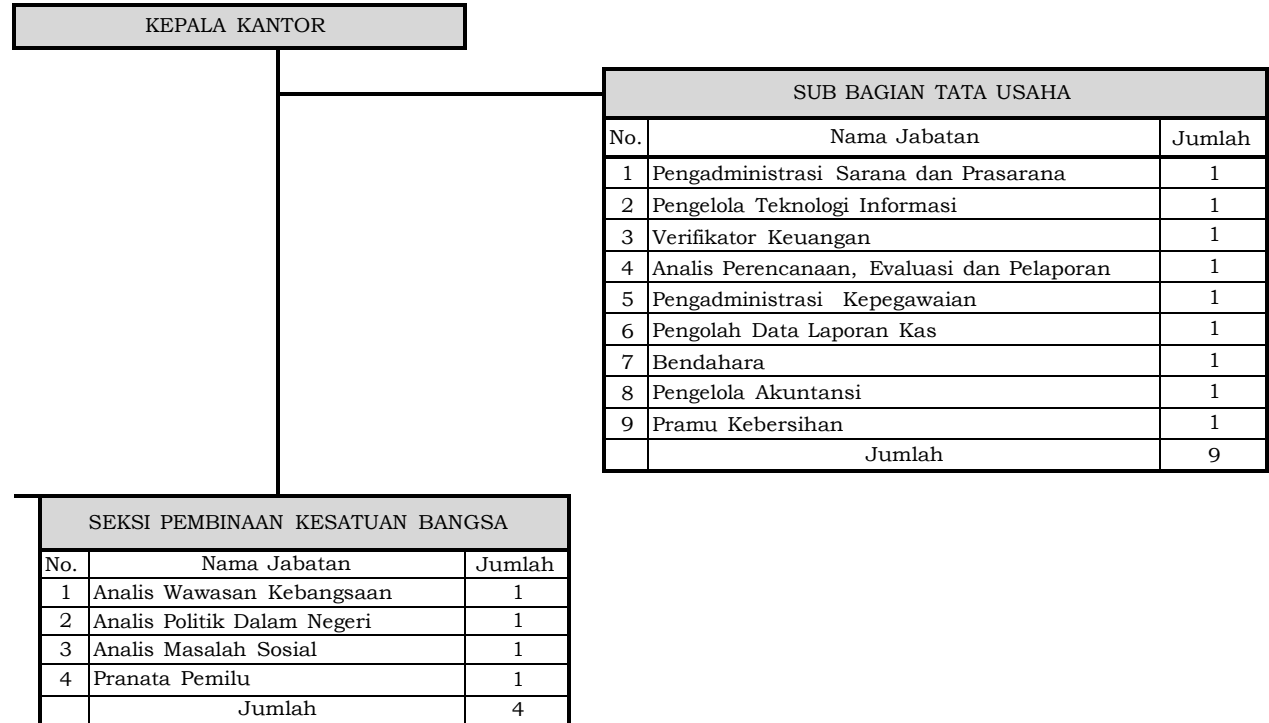 KEPALA KANTOR
SUB BAGIAN TATA USAHA
No. Nama Jabatan Jumlah
1 Pengadministrasi Sarana dan Prasarana 1
2 Pengelola Teknologi Informasi 1
3 Verifikator Keuangan 1
4 Analis Perencanaan, Evaluasi dan Pelaporan 1
5 Pengadministrasi Kepegawaian 1
6 Pengolah Data Laporan Kas 1
7 Bendahara 1
8 Pengelola Akuntansi 1
9 Pramu Kebersihan 1
Jumlah 9
SEKSI PEMBINAAN KESATUAN BANGSA
No. Nama Jabatan Jumlah
1 Analis Wawasan Kebangsaan 1
2 Analis Politik Dalam Negeri 1
3 Analis Masalah Sosial 1
4 Pranata Pemilu 1
Jumlah 4